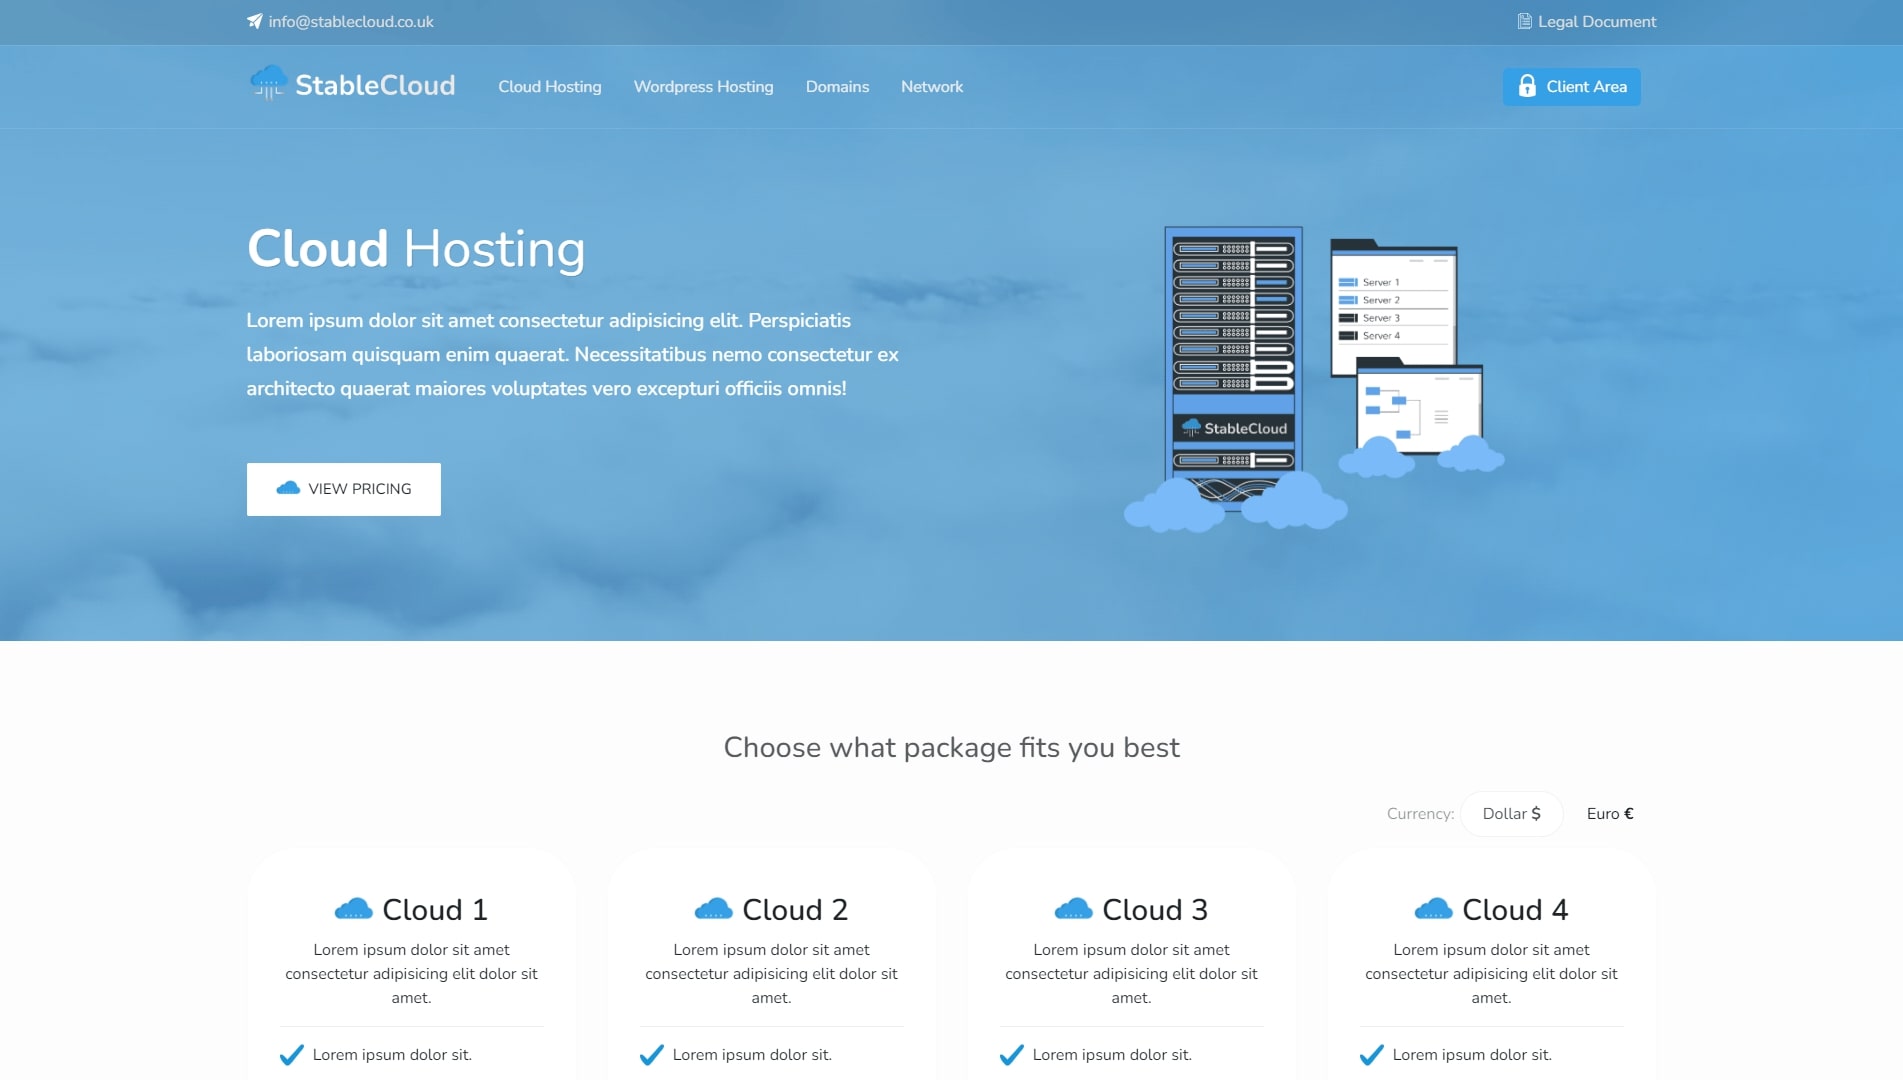 info@stablecloud.co.uk
Legal Document
StableCloud
Cloud Hosting
Wordpress Hosting
Domains
Network
Client Area
Cloud Hosting
Lorem ipsum dolor sit amet consectetur adipisicing elit. Perspiciatis
laboriosam quisquam enim quaerat. Necessitatibus nemo consectetur ex
architecto quaerat maiores voluptates vero excepturi officiis omnis!
VIEW PRICING
Server 1
Server 2
Server 3
Server 4
StableCloud
Choose what package fits you best
Currency:
Dollar $
Euro €
Cloud 1
Lorem ipsum dolor sit amet
consectetur adipisicing elit dolor sit
amet.
Lorem ipsum dolor sit.
Cloud 2
Lorem ipsum dolor sit amet
consectetur adipisicing elit dolor sit
amet.
Lorem ipsum dolor sit.
Cloud 3
Lorem ipsum dolor sit amet
consectetur adipisicing elit dolor sit
amet.
Lorem ipsum dolor sit.
Cloud 4
Lorem ipsum dolor sit amet
consectetur adipisicing elit dolor sit
amet.
Lorem ipsum dolor sit.